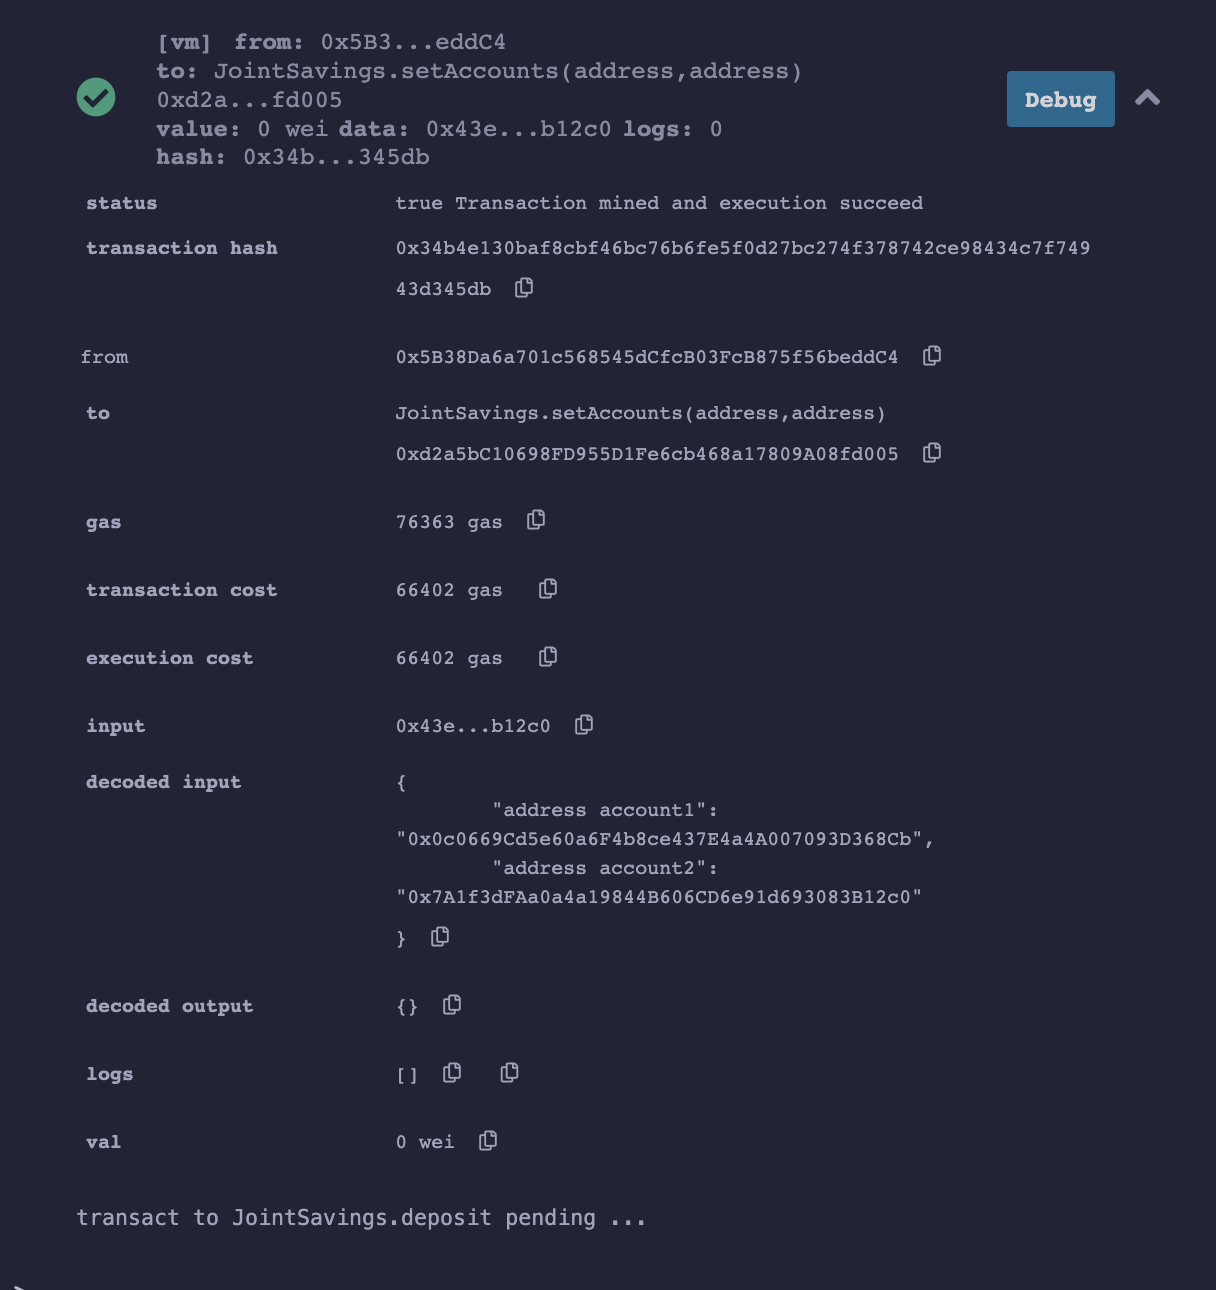 [vm] from: 0x5B3...eddC4
to: JointSavings.setAccounts(address,address)
0xd2a...fd005
value: 0 wei data: 0x43e...b12c0 logs: 0
hash: 0x34b...345db
Debug
status true Transaction mined and execution succeed
transaction hash 0x34b4e130baf8cbf46bc76b6fe5f0d27bc274f378742ce98434c7f749
43d345db
from 0x5B38Da6a701c568545dCfcB03FcB875f56beddC4
to JointSavings.setAccounts(address,address)
0xd2a5bC10698FD955D1Fe6cb468a17809A08fd005
gas 76363 gas
transaction cost 66402 gas
execution cost 66402 gas
input 0x43e...b12c0
decoded input {
"address account1":
"0x0c0669Cd5e60a6F4b8ce437E4a4A007093D368Cb",
"address account2":
"0x7A1f3dFAa0a4a19844B606CD6e91d693083B12c0"
}
decoded output {}
logs []
val 0 wei
transact to JointSavings.deposit pending ...